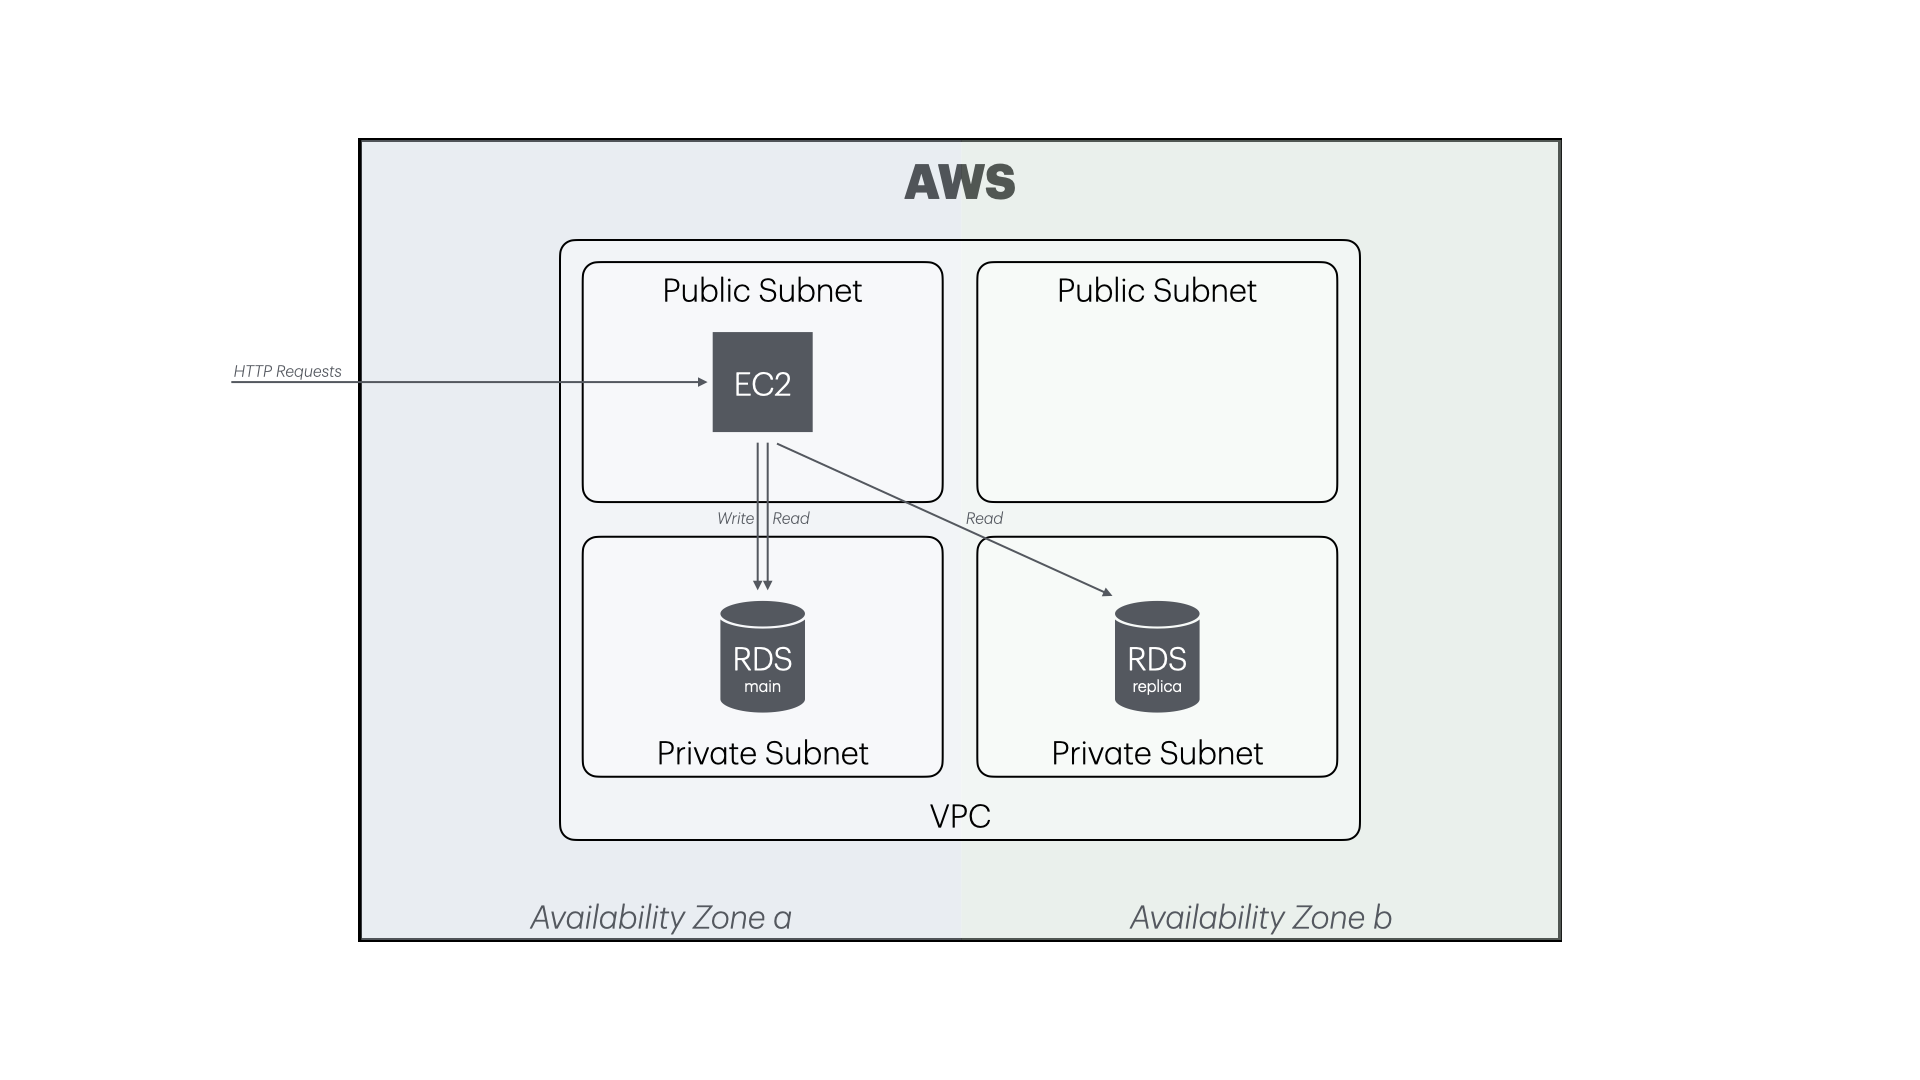 AWS
Public Subnet
Public Subnet
HTTP Requests
EC2
Write
Read
Read
RDS
main
RDS
replica
Private Subnet
Private Subnet
VPC
Availability Zone a
Availability Zone b